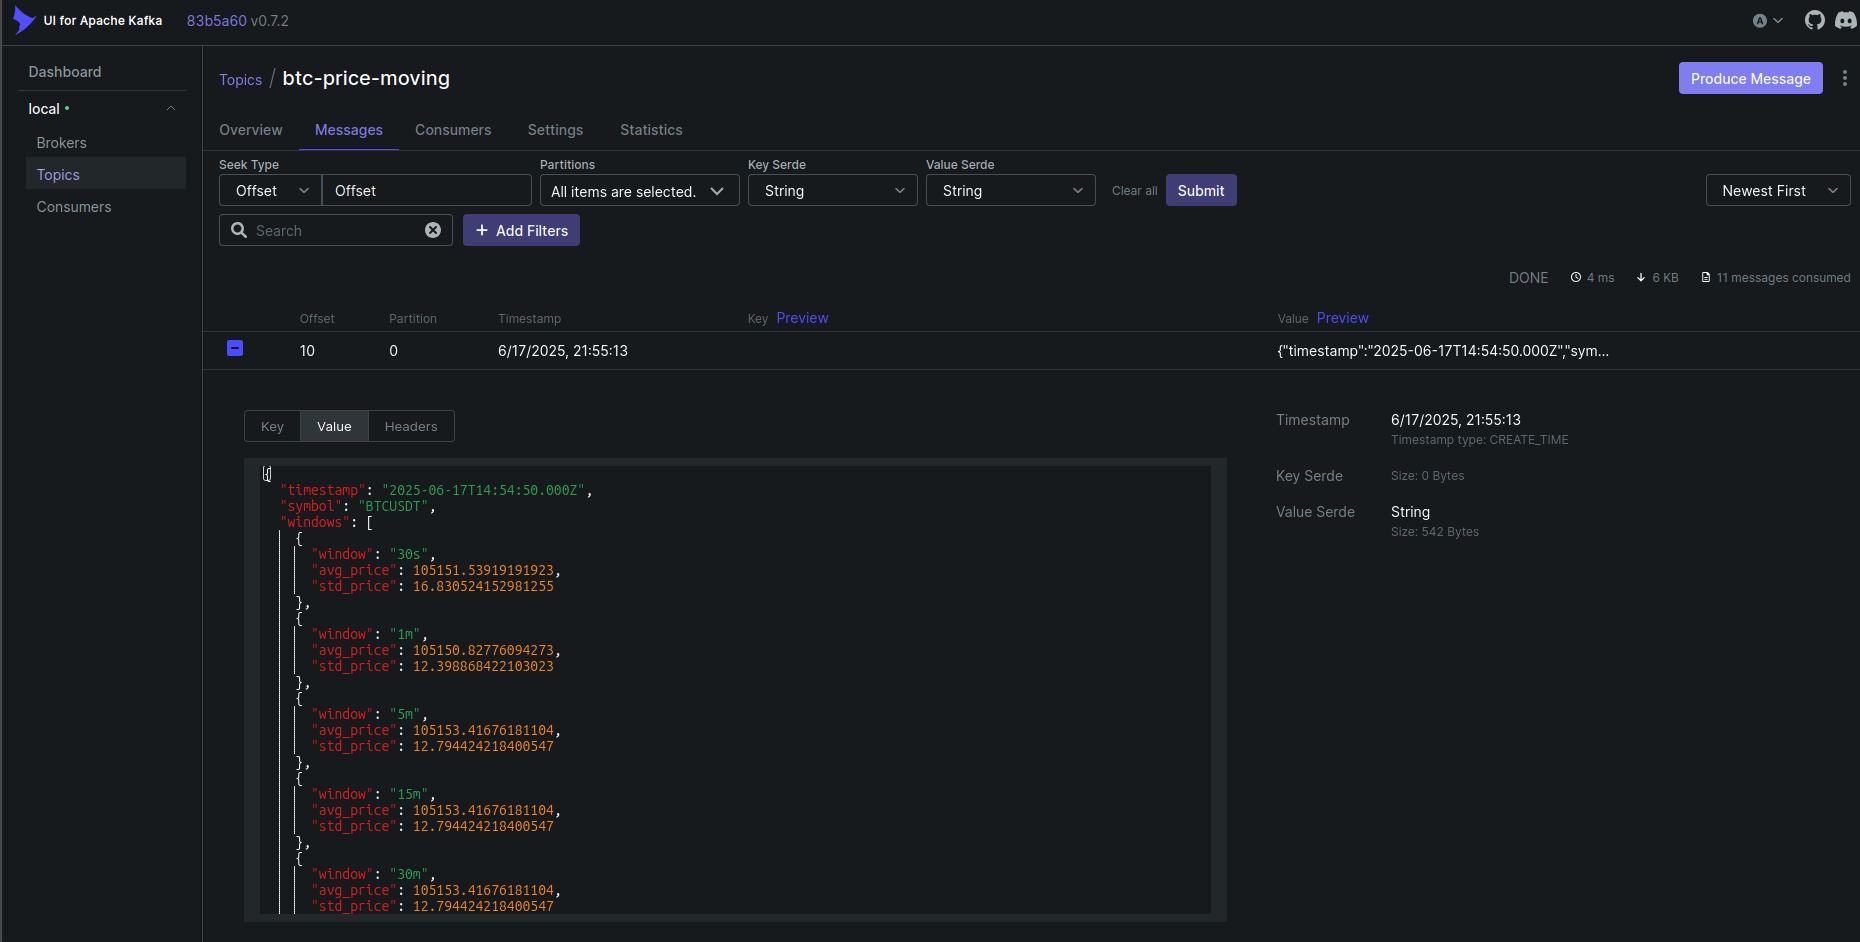 UI for Apache Kafka 83b5a60 v0.7.2
A
Dashboard
local
Brokers
Topics
Consumers
Topics / btc-price-moving
Produce Message
Overview Messages Consumers Settings Statistics
Seek Type Partitions Key Serde Value Serde
Offset Offset All items are selected. String String Clear all Submit Newest First
Search + Add Filters
DONE 4 ms 6 KB 11 messages consumed
Offset Partition Timestamp Key Preview Value Preview
10 0 6/17/2025, 21:55:13 {"timestamp":"2025-06-17T14:54:50.000Z","sym...
Key Value Headers
{
"timestamp": "2025-06-17T14:54:50.000Z",
"symbol": "BTCUSDT",
"windows": [
{
"window": "30s",
"avg_price": 105151.53919191923,
"std_price": 16.830524152981255
},
{
"window": "1m",
"avg_price": 105150.82776094273,
"std_price": 12.398868422103023
},
{
"window": "5m",
"avg_price": 105153.41676181104,
"std_price": 12.794424218400547
},
{
"window": "15m",
"avg_price": 105153.41676181104,
"std_price": 12.794424218400547
},
{
"window": "30m",
"avg_price": 105153.41676181104,
"std_price": 12.794424218400547
Timestamp 6/17/2025, 21:55:13
Timestamp type: CREATE_TIME
Key Serde Size: 0 Bytes
Value Serde String
Size: 542 Bytes